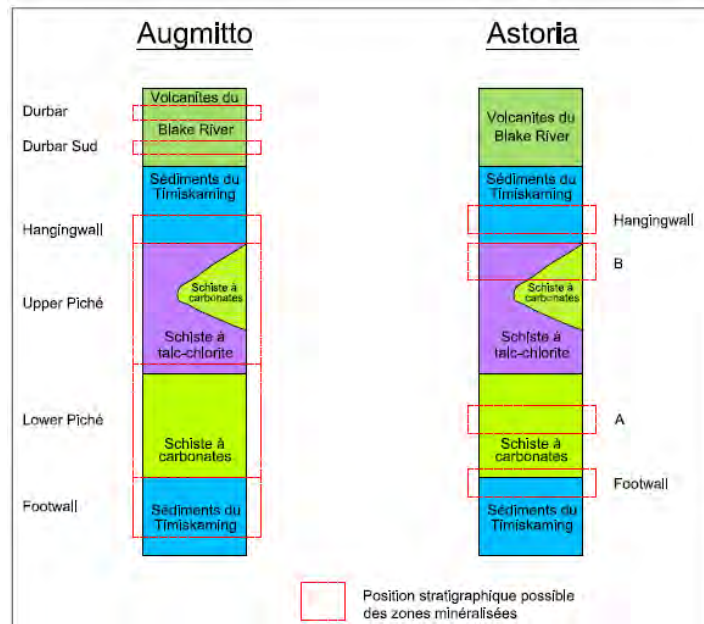 Augmitto
Durbar
Durbar Sud
Hangingwall
Upper Piché
Lower Piché
Footwall
Volcanites du
Blake River
Sédiments du
Timiskaming
Schiste à
carbonates
Schiste à
talc-chlorite
Schiste à
carbonates
Sédiments du
Timiskaming
Astoria
Volcanites du
Blake River
Sédiments du
Timiskaming
Schiste à
carbonates
Schiste à
talc-chlorite
Schiste à
carbonates
Sédiments du
Timiskaming
Hangingwall
B
A
Footwall
Position stratigraphique possible
des zones minéralisées